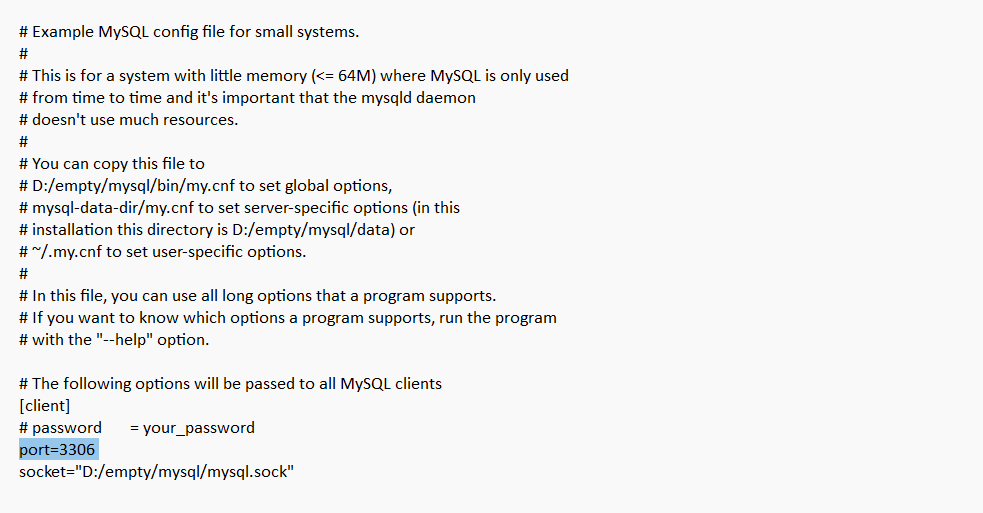 # Example MySQL config file for small systems.
#
# This is for a system with little memory (<= 64M) where MySQL is only used
# from time to time and it's important that the mysqld daemon
# doesn't use much resources.
#
# You can copy this file to
# D:/empty/mysql/bin/my.cnf to set global options,
# mysql-data-dir/my.cnf to set server-specific options (in this
# installation this directory is D:/empty/mysql/data) or
# ~/.my.cnf to set user-specific options.
#
# In this file, you can use all long options that a program supports.
# If you want to know which options a program supports, run the program
# with the "--help" option.

# The following options will be passed to all MySQL clients
[client]
# password       = your_password
port=3306
socket="D:/empty/mysql/mysql.sock"